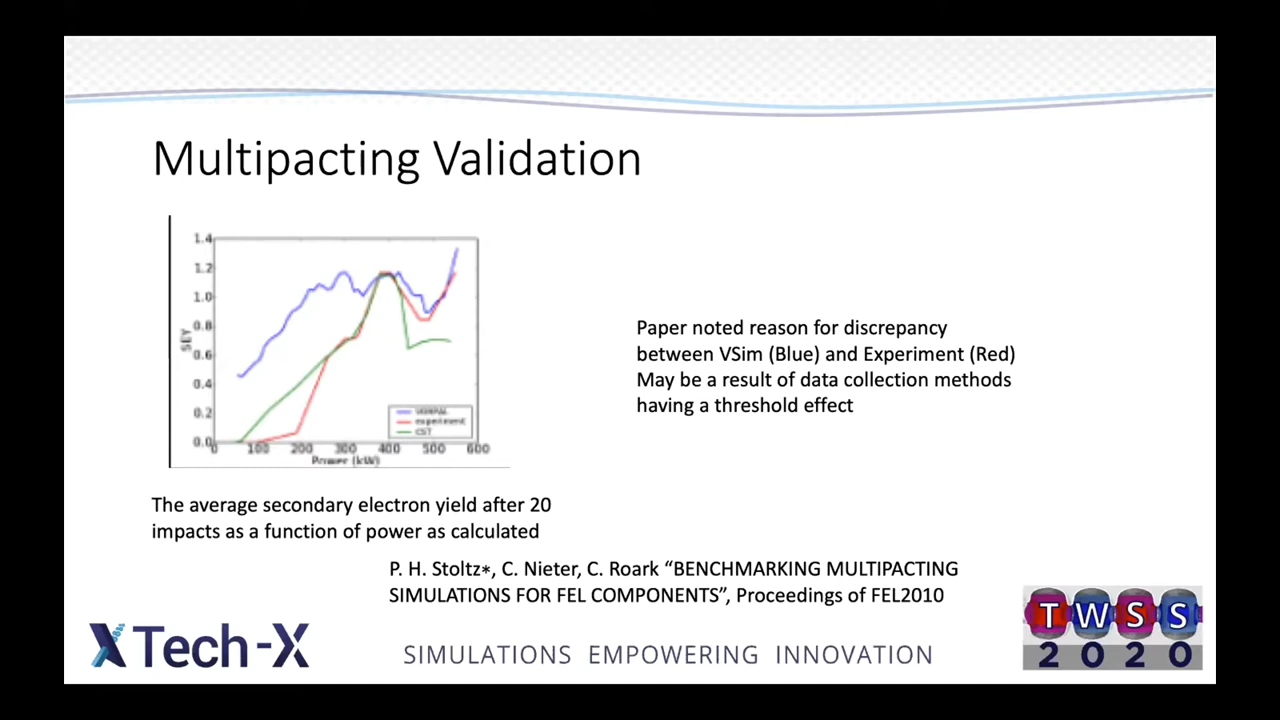 Multipacting Validation
1.4
1.2
1.0
0.8
0.6
0.4
0.2
0.0
SEY
experiment
CST
0 100 200 300 400 500 600
Power (kW)
Paper noted reason for discrepancy
between VSim (Blue) and Experiment (Red)
May be a result of data collection methods
having a threshold effect
The average secondary electron yield after 20
impacts as a function of power as calculated
P. H. Stoltz∗, C. Nieter, C. Roark “BENCHMARKING MULTIPACTING
SIMULATIONS FOR FEL COMPONENTS”, Proceedings of FEL2010
Tech-X
SIMULATIONS EMPOWERING INNOVATION
TWSS
2020